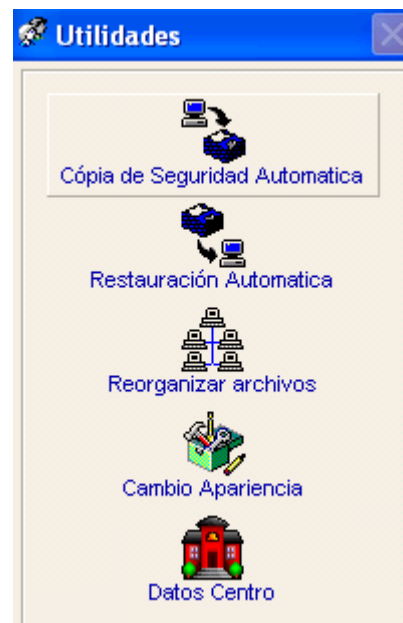 Utilidades
Cópia de Seguridad Automatica
Restauración Automatica
Reorganizar archivos
Cambio Apariencia
Datos Centro